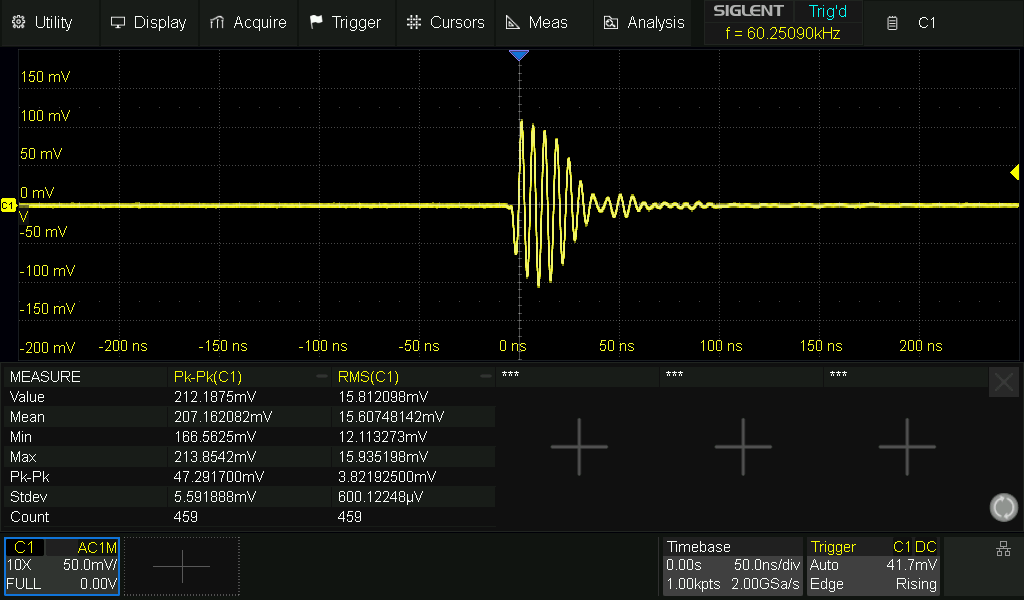 Utility Display Acquire Trigger Cursors Meas Analysis SIGLENT Trig'd C1
f = 60.25090kHz
150 mV
100 mV
50 mV
0 mV
C1
V
-50 mV
-100 mV
-150 mV
-200 mV -200 ns -150 ns -100 ns -50 ns 0 ns 50 ns 100 ns 150 ns 200 ns
MEASURE Pk-Pk(C1) RMS(C1) *** *** ***
Value 212.1875mV 15.812098mV
Mean 207.162082mV 15.60748142mV
Min 166.5625mV 12.113273mV
Max 213.8542mV 15.935198mV
Pk-Pk 47.291700mV 3.82192500mV
Stdev 5.591888mV 600.12248µV
Count 459 459
C1 AC1M Timebase Trigger C1 DC
10X 50.0mV/ 0.00s 50.0ns/div Auto 41.7mV
FULL 0.00V 1.00kpts 2.00GSa/s Edge Rising